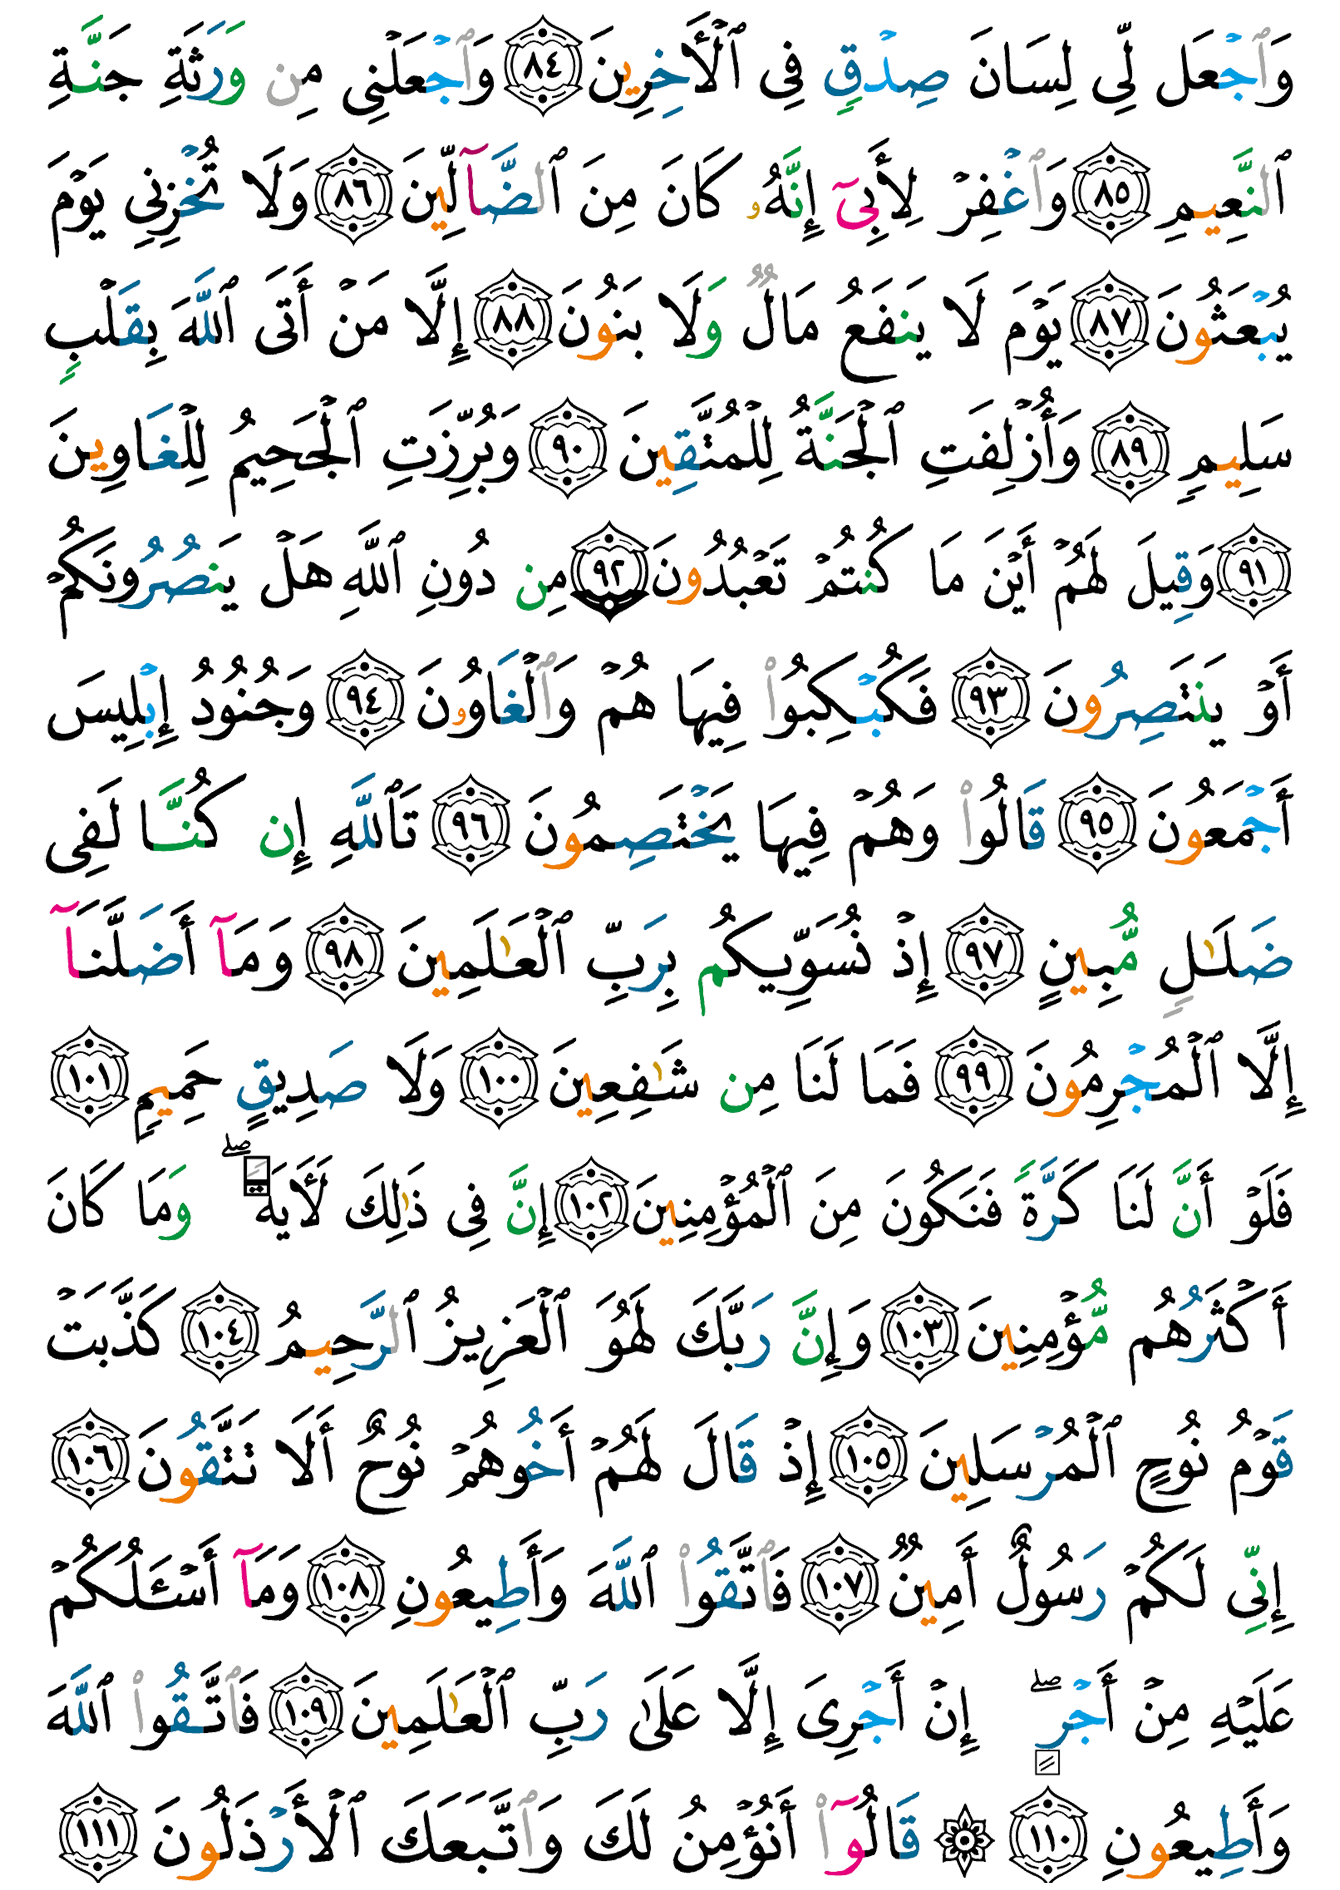 وَٱجْعَل لِّى لِسَانَ صِدْقٍ فِى ٱلْأَخِرِينَ ٨٤ وَٱجْعَلْنِى مِن وَرَثَةِ جَنَّةِ
ٱلنَّعِيمِ ٨٥ وَٱغْفِرْ لِأَبِىٓ إِنَّهُۥ كَانَ مِنَ ٱلضَّآلِّينَ ٨٦ وَلَا تُخْزِنِى يَوْمَ
يُبْعَثُونَ ٨٧ يَوْمَ لَا يَنفَعُ مَالٌ وَلَا بَنُونَ ٨٨ إِلَّا مَنْ أَتَى ٱللَّهَ بِقَلْبٍ
سَلِيمٍ ٨٩ وَأُزْلِفَتِ ٱلْجَنَّةُ لِلْمُتَّقِينَ ٩٠ وَبُرِّزَتِ ٱلْجَحِيمُ لِلْغَاوِينَ
٩١ وَقِيلَ لَهُمْ أَيْنَ مَا كُنتُمْ تَعْبُدُونَ ٩٢ مِن دُونِ ٱللَّهِ هَلْ يَنصُرُونَكُمْ
أَوْ يَنتَصِرُونَ ٩٣ فَكُبْكِبُوا۟ فِيهَا هُمْ وَٱلْغَاوُۥنَ ٩٤ وَجُنُودُ إِبْلِيسَ
أَجْمَعُونَ ٩٥ قَالُوا۟ وَهُمْ فِيهَا يَخْتَصِمُونَ ٩٦ تَٱللَّهِ إِن كُنَّا لَفِى
ضَلَٰلٍ مُّبِينٍ ٩٧ إِذْ نُسَوِّيكُم بِرَبِّ ٱلْعَٰلَمِينَ ٩٨ وَمَآ أَضَلَّنَآ
إِلَّا ٱلْمُجْرِمُونَ ٩٩ فَمَا لَنَا مِن شَٰفِعِينَ ١٠٠ وَلَا صَدِيقٍ حَمِيمٍ ١٠١
فَلَوْ أَنَّ لَنَا كَرَّةً فَنَكُونَ مِنَ ٱلْمُؤْمِنِينَ ١٠٢ إِنَّ فِى ذَٰلِكَ لَأَيَةً ۖ وَمَا كَانَ
أَكْثَرُهُم مُّؤْمِنِينَ ١٠٣ وَإِنَّ رَبَّكَ لَهُوَ ٱلْعَزِيزُ ٱلرَّحِيمُ ١٠٤ كَذَّبَتْ
قَوْمُ نُوحٍ ٱلْمُرْسَلِينَ ١٠٥ إِذْ قَالَ لَهُمْ أَخُوهُمْ نُوحٌ أَلَا تَتَّقُونَ ١٠٦
إِنِّى لَكُمْ رَسُولٌ أَمِينٌ ١٠٧ فَٱتَّقُوا۟ ٱللَّهَ وَأَطِيعُونِ ١٠٨ وَمَآ أَسْـَٔلُكُمْ
عَلَيْهِ مِنْ أَجْرٍ ۖ إِنْ أَجْرِىَ إِلَّا عَلَىٰ رَبِّ ٱلْعَٰلَمِينَ ١٠٩ فَٱتَّقُوا۟ ٱللَّهَ
وَأَطِيعُونِ ١١٠ ۞ قَالُوٓا۟ أَنُؤْمِنُ لَكَ وَٱتَّبَعَكَ ٱلْأَرْذَلُونَ ١١١